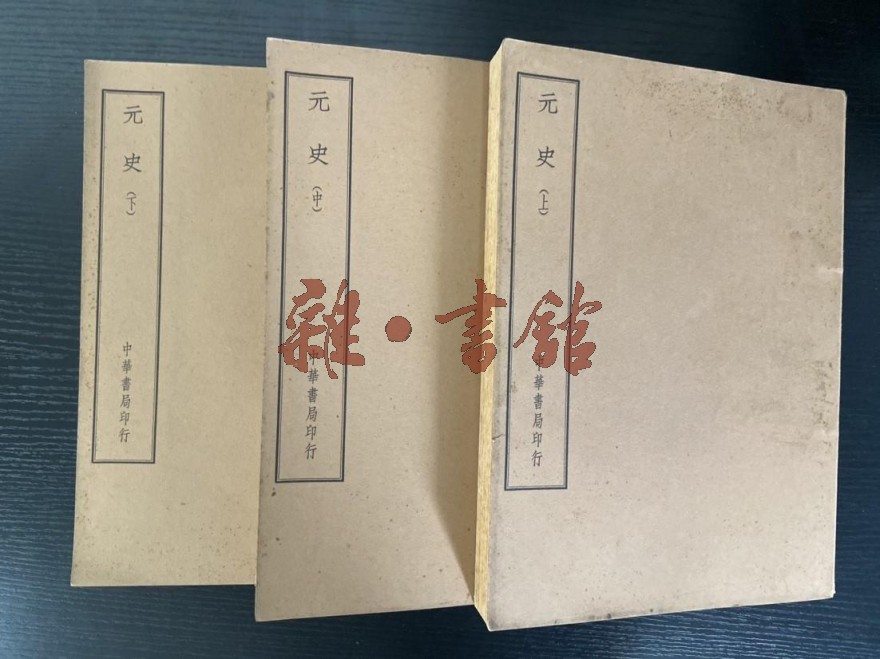 元史(下)
中華書局印行
元史(中)
中華書局印行
元史(上)
中華書局印行
雜·書館